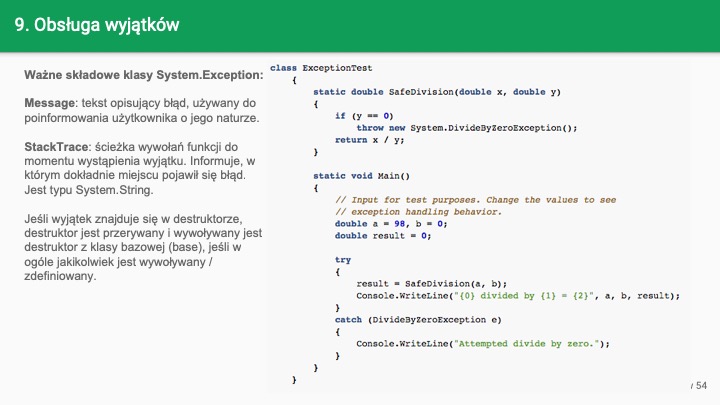 9. Obsługa wyjątków
Ważne składowe klasy System.Exception:
Message: tekst opisujący błąd, używany do
poinformowania użytkownika o jego naturze.
StackTrace: ścieżka wywołań funkcji do
momentu wystąpienia wyjątku. Informuje, w
którym dokładnie miejscu pojawił się błąd.
Jest typu System.String.
Jeśli wyjątek znajduje się w destruktorze,
destruktor jest przerywany i wywoływany jest
destruktor z klasy bazowej (base), jeśli w
ogóle jakikolwiek jest wywoływany /
zdefiniowany.
class ExceptionTest
{
static double SafeDivision(double x, double y)
{
if (y == 0)
throw new System.DivideByZeroException();
return x / y;
}
static void Main()
{
// Input for test purposes. Change the values to see
// exception handling behavior.
double a = 98, b = 0;
double result = 0;
try
{
result = SafeDivision(a, b);
Console.WriteLine("{0} divided by {1} = {2}", a, b, result);
}
catch (DivideByZeroException e)
{
Console.WriteLine("Attempted divide by zero.");
}
}
}
/ 54